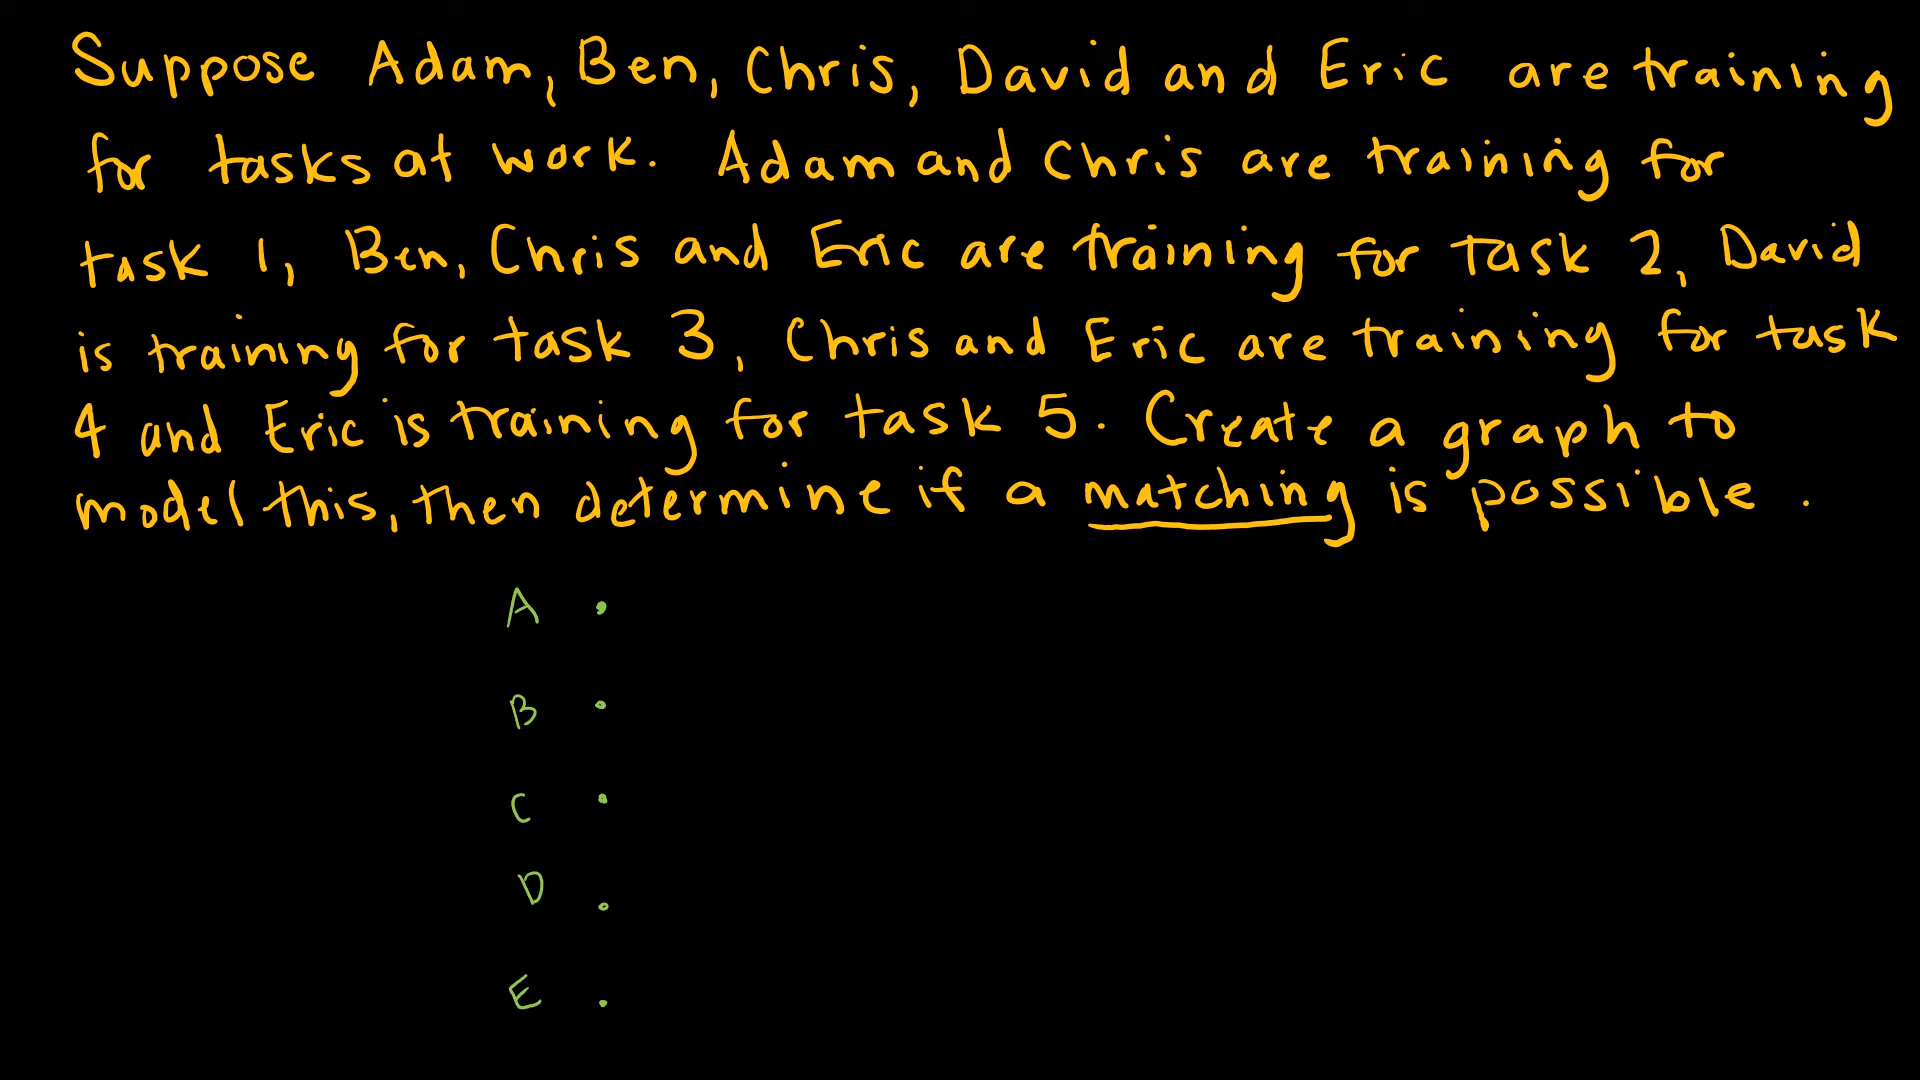 Suppose Adam, Ben, Chris, David and Eric are training
for tasks at work. Adam and Chris are training for
task 1, Ben, Chris and Eric are training for task 2, David
is training for task 3, Chris and Eric are training for task
4 and Eric is training for task 5. Create a graph to
model this, then determine if a matching is possible.
A
B
C
D
E